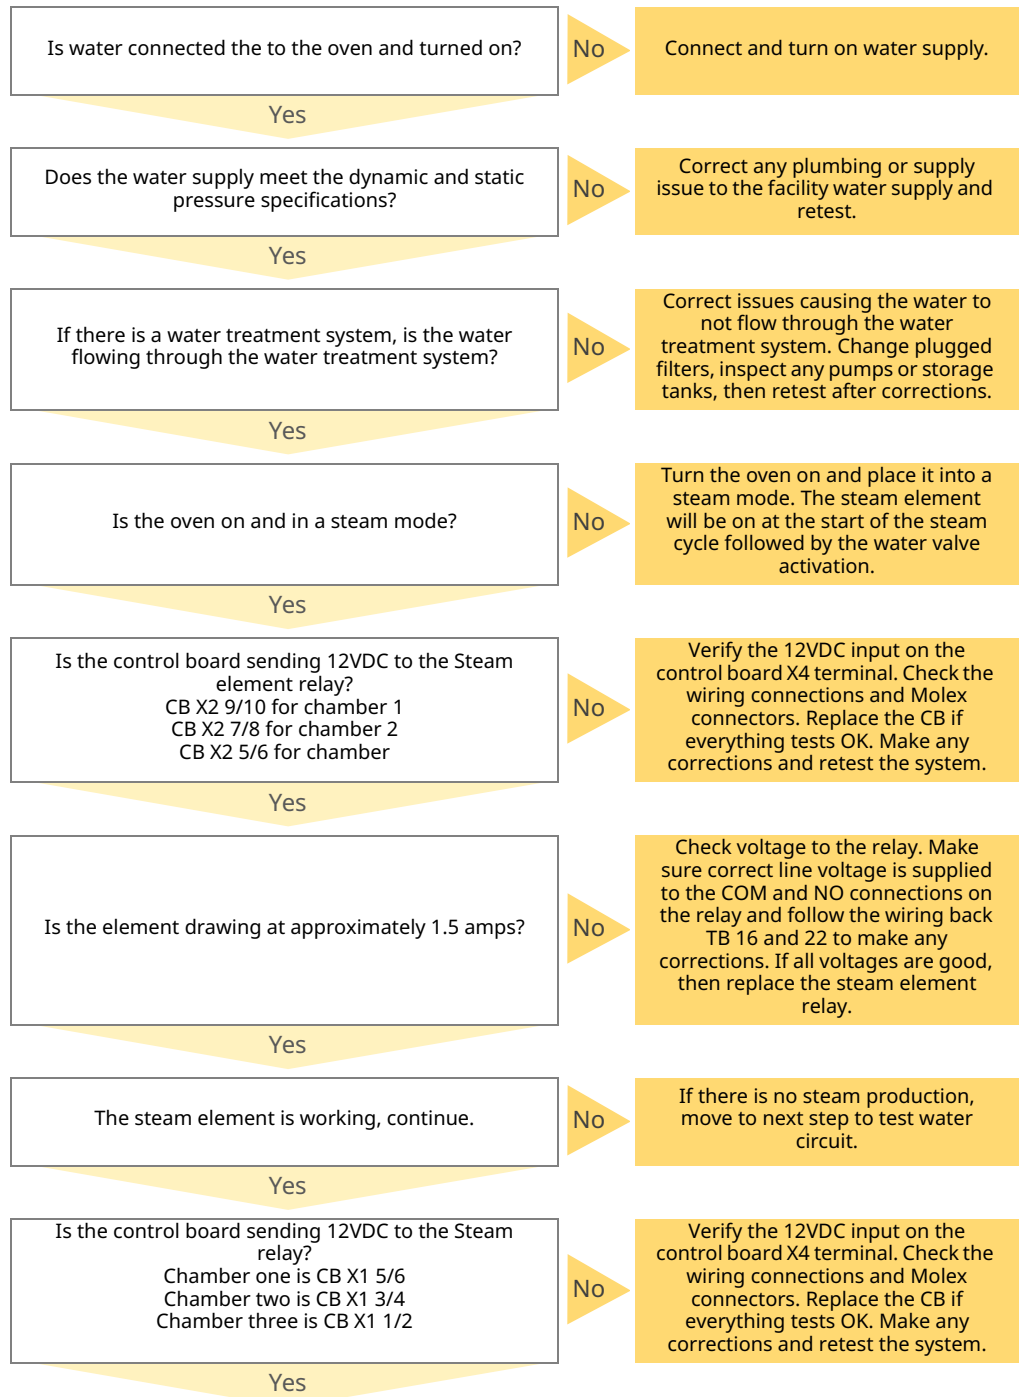 Is water connected the to the oven and turned on?
No
Connect and turn on water supply.
Yes
Does the water supply meet the dynamic and static
pressure specifications?
No
Correct any plumbing or supply
issue to the facility water supply and
retest.
Yes
If there is a water treatment system, is the water
flowing through the water treatment system?
No
Correct issues causing the water to
not flow through the water
treatment system. Change plugged
filters, inspect any pumps or storage
tanks, then retest after corrections.
Yes
Is the oven on and in a steam mode?
No
Turn the oven on and place it into a
steam mode. The steam element
will be on at the start of the steam
cycle followed by the water valve
activation.
Yes
Is the control board sending 12VDC to the Steam
element relay?
CB X2 9/10 for chamber 1
CB X2 7/8 for chamber 2
CB X2 5/6 for chamber
No
Verify the 12VDC input on the
control board X4 terminal. Check the
wiring connections and Molex
connectors. Replace the CB if
everything tests OK. Make any
corrections and retest the system.
Yes
Is the element drawing at approximately 1.5 amps?
No
Check voltage to the relay. Make
sure correct line voltage is supplied
to the COM and NO connections on
the relay and follow the wiring back
TB 16 and 22 to make any
corrections. If all voltages are good,
then replace the steam element
relay.
Yes
The steam element is working, continue.
No
If there is no steam production,
move to next step to test water
circuit.
Yes
Is the control board sending 12VDC to the Steam
relay?
Chamber one is CB X1 5/6
Chamber two is CB X1 3/4
Chamber three is CB X1 1/2
No
Verify the 12VDC input on the
control board X4 terminal. Check the
wiring connections and Molex
connectors. Replace the CB if
everything tests OK. Make any
corrections and retest the system.
Yes